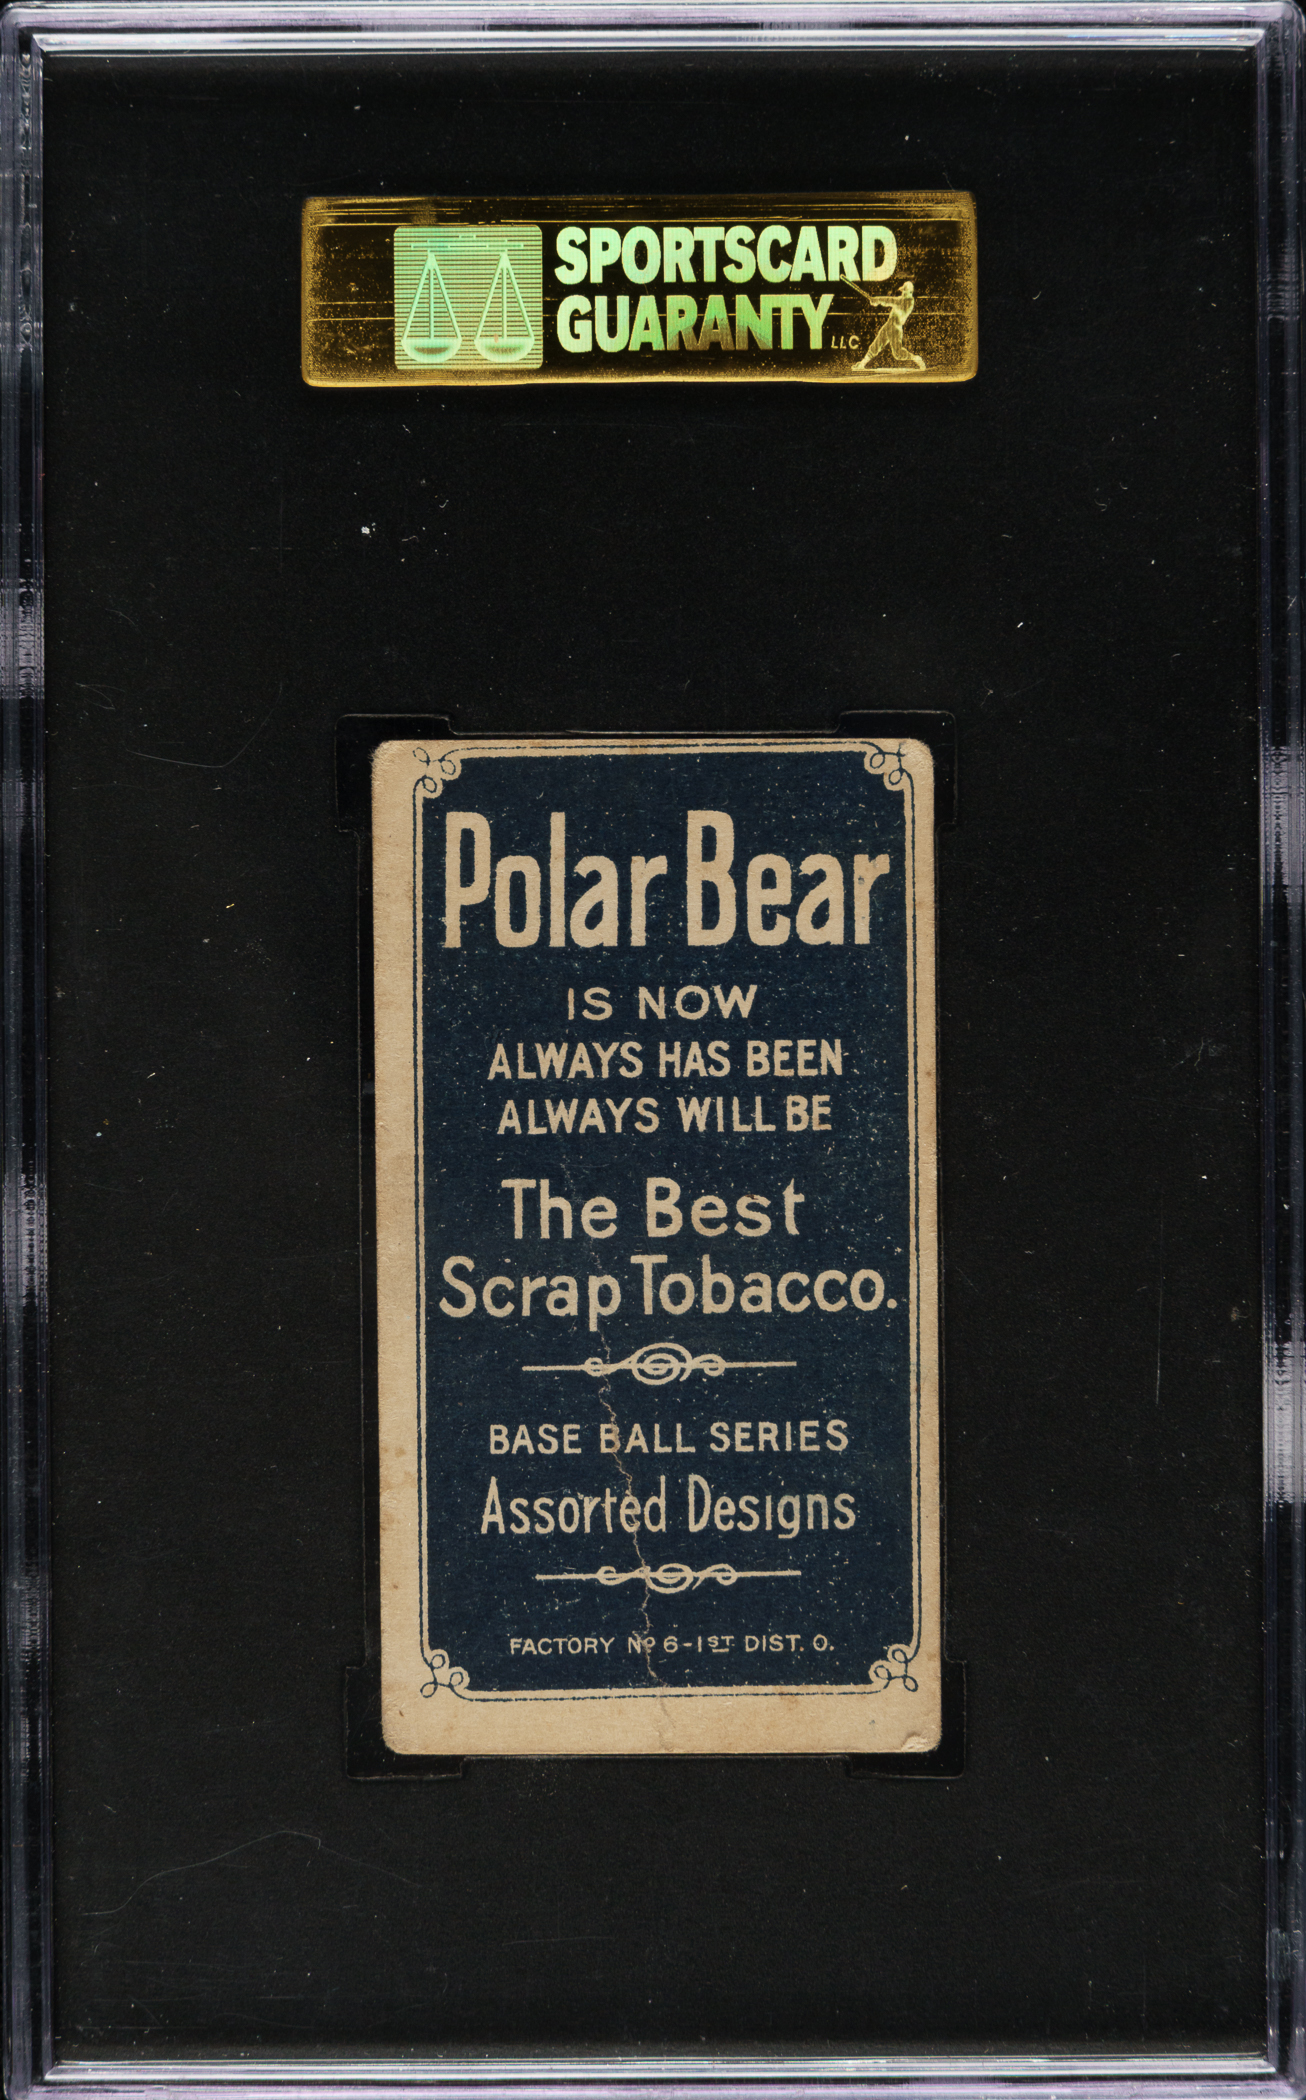 SPORTSCARD
GUARANTY LLC
Polar Bear
IS NOW
ALWAYS HAS BEEN
ALWAYS WILL BE
The Best
Scrap Tobacco.
BASE BALL SERIES
Assorted Designs
FACTORY Nº 6-1ST DIST. O.